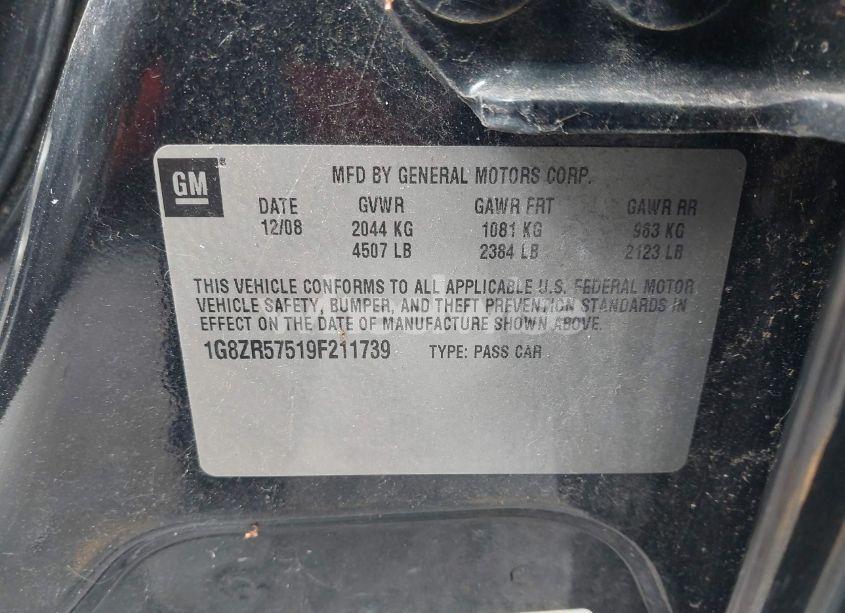 GM
MFD BY GENERAL MOTORS CORP.
DATE GVWR GAWR FRT GAWR RR
12/08 2044 KG 1081 KG 963 KG
4507 LB 2384 LB 2123 LB
THIS VEHICLE CONFORMS TO ALL APPLICABLE U.S. FEDERAL MOTOR
VEHICLE SAFETY, BUMPER, AND THEFT PREVENTION STANDARDS IN
EFFECT ON THE DATE OF MANUFACTURE SHOWN ABOVE.
1G8ZR57519F211739 TYPE: PASS CAR